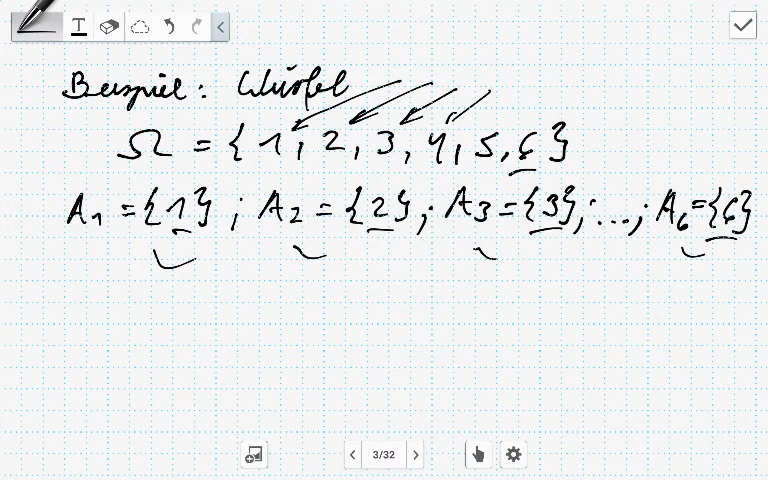 T
Beispiel: Würfel
Ω = {1, 2, 3, 4, 5, 6}
A₁ = {1}; A₂ = {2}; A₃ = {3}; ...; A₆ = {6}
3/32